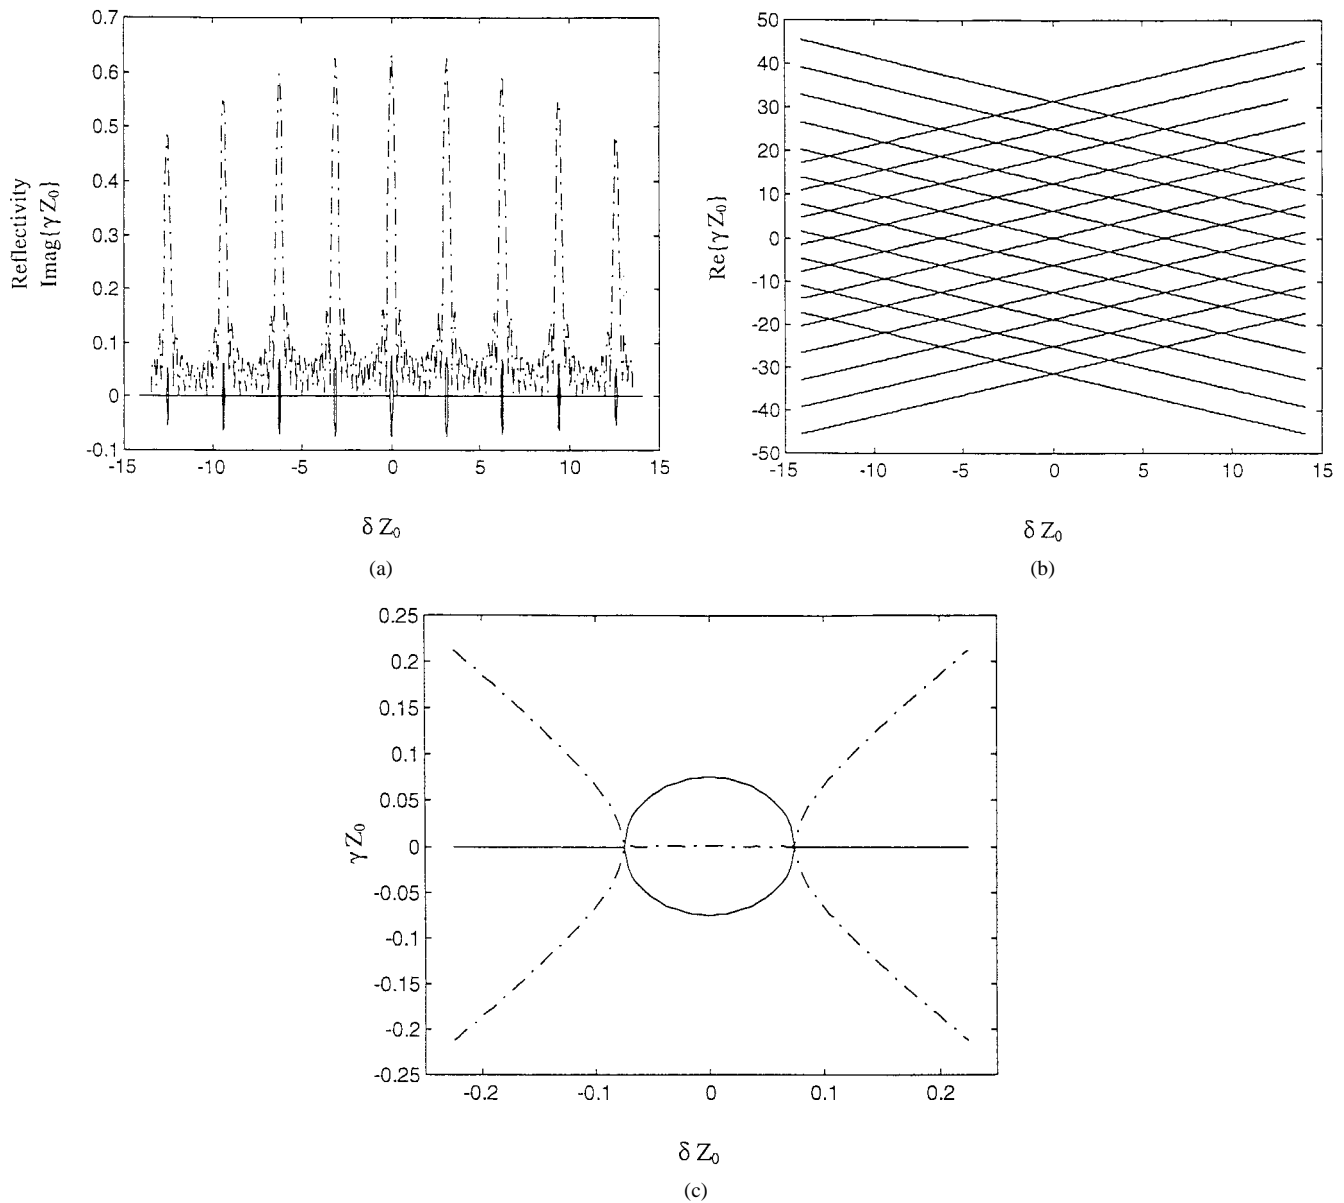 0.7
0.6
0.5
0.4
0.3
0.2
0.1
0
-0.1
Reflectivity
Imag{γ Z₀}
-15 -10 -5 0 5 10 15
δ Z₀
(a)
50
40
30
20
10
0
-10
-20
-30
-40
-50
Re{γ Z₀}
-15 -10 -5 0 5 10 15
δ Z₀
(b)
0.25
0.2
0.15
0.1
0.05
0
-0.05
-0.1
-0.15
-0.2
-0.25
γ Z₀
-0.2 -0.1 0 0.1 0.2
δ Z₀
(c)